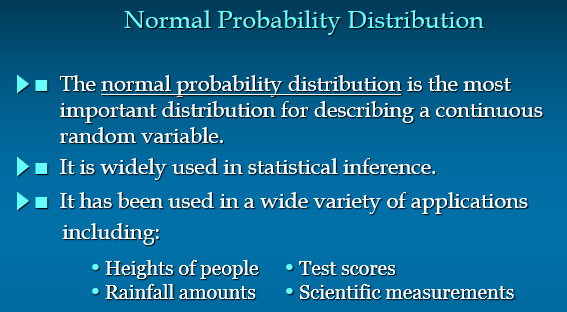 Normal Probability Distribution
The normal probability distribution is the most
important distribution for describing a continuous
random variable.
It is widely used in statistical inference.
It has been used in a wide variety of applications
including:
• Heights of people • Test scores
• Rainfall amounts • Scientific measurements